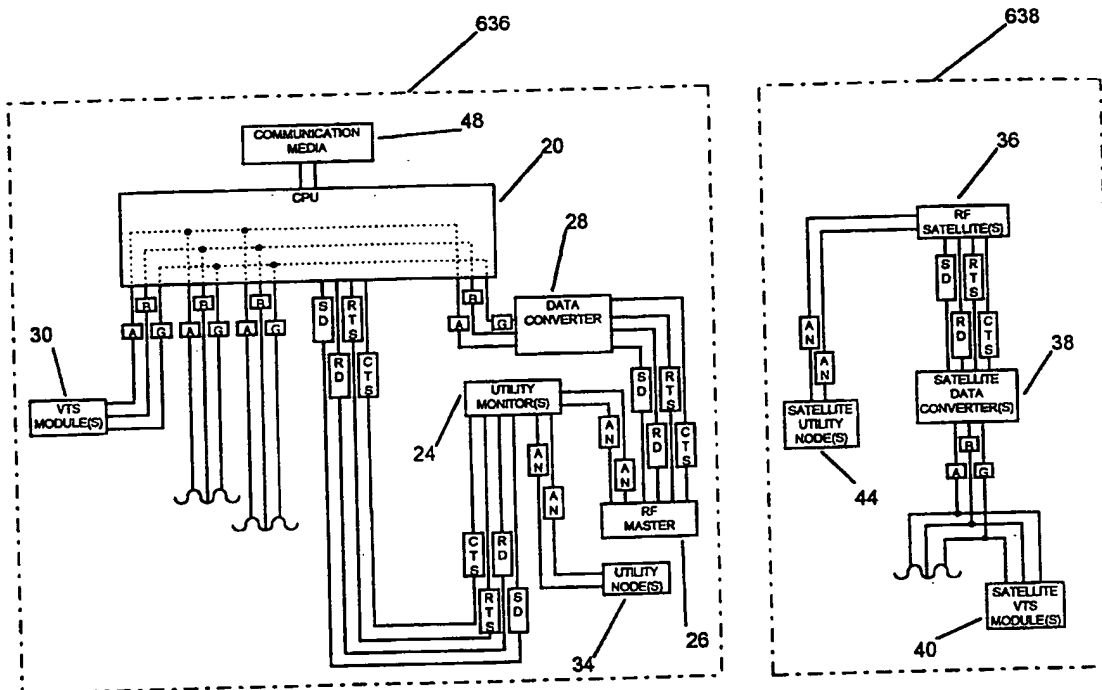 636
638
COMMUNICATION
MEDIA
48
20
CPU
28
36
RF
SATELLITE(S)
A
B
G
A
B
G
A
B
G
SD
RD
RTS
CTS
A
B
G
DATA
CONVERTER
SD
RD
RTS
CTS
30
VTS
MODULE(S)
UTILITY
MONITOR(S)
24
AN
AN
SD
RD
RTS
CTS
AN
AN
RF
MASTER
26
CTS
RTS
RD
SD
AN
AN
UTILITY
NODE(S)
34
SATELLITE
UTILITY
NODE(S)
44
SATELLITE
DATA
CONVERTER(S)
38
A
B
G
SATELLITE
VTS
MODULE(S)
40